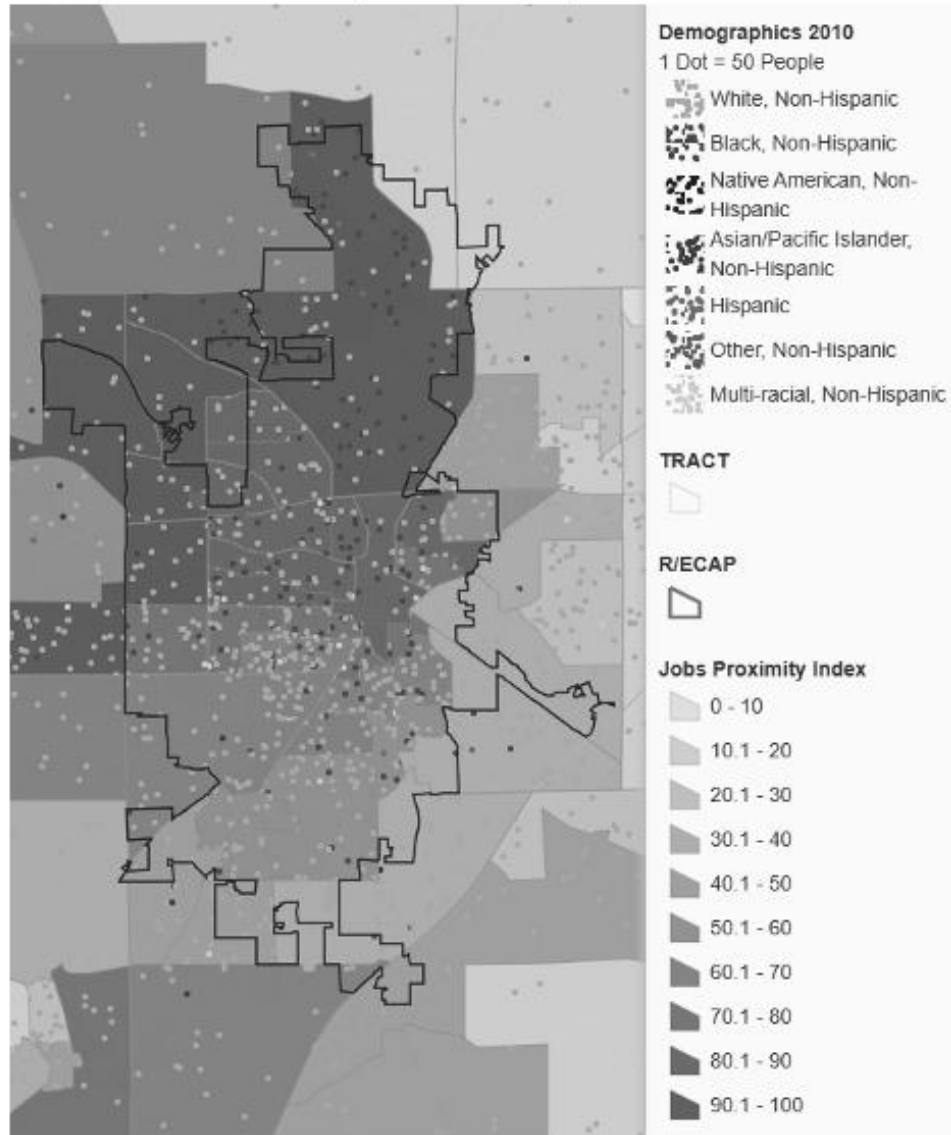 Demographics 2010
1 Dot = 50 People
White, Non-Hispanic
Black, Non-Hispanic
Native American, Non-
Hispanic
Asian/Pacific Islander,
Non-Hispanic
Hispanic
Other, Non-Hispanic
Multi-racial, Non-Hispanic
TRACT
R/ECAP
Jobs Proximity Index
0 - 10
10.1 - 20
20.1 - 30
30.1 - 40
40.1 - 50
50.1 - 60
60.1 - 70
70.1 - 80
80.1 - 90
90.1 - 100